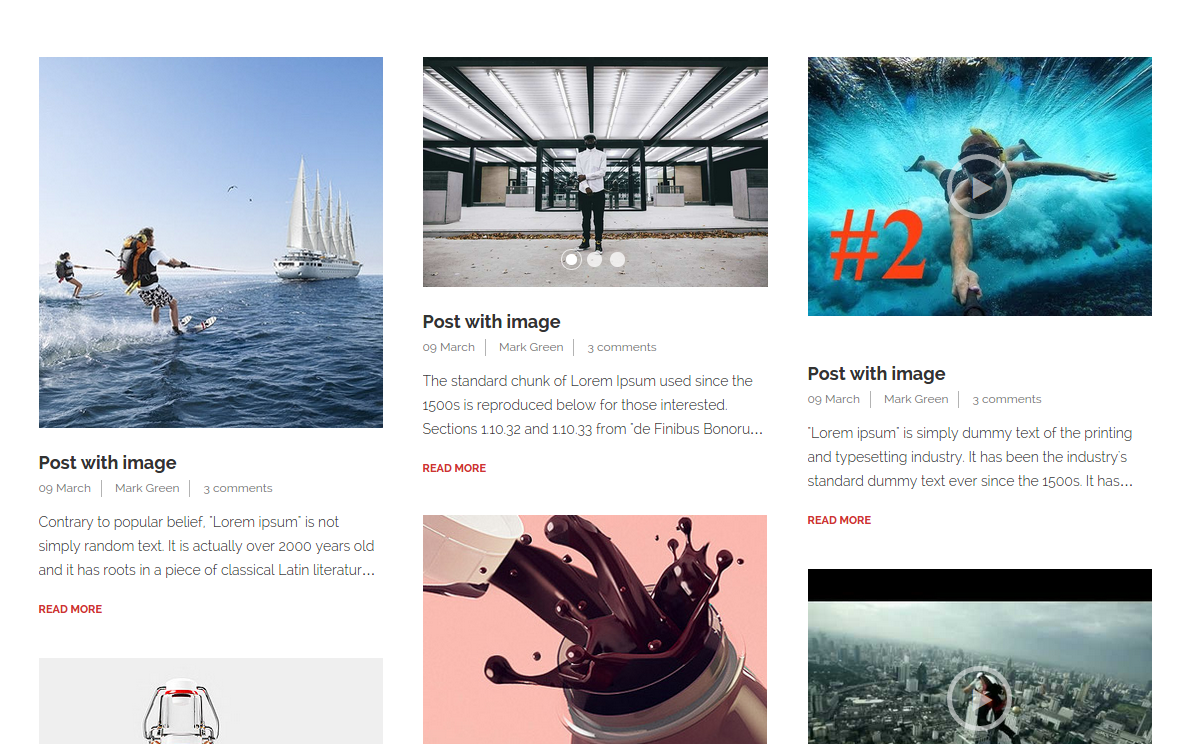 Post with image
09 March
Mark Green
3 comments
Contrary to popular belief, "Lorem ipsum" is not
simply random text. It is actually over 2000 years old
and it has roots in a piece of classical Latin literatur...
READ MORE
Post with image
09 March
Mark Green
3 comments
The standard chunk of Lorem Ipsum used since the
1500s is reproduced below for those interested.
Sections 1.10.32 and 1.10.33 from "de Finibus Bonoru...
READ MORE
#2
Post with image
09 March
Mark Green
3 comments
"Lorem ipsum" is simply dummy text of the printing
and typesetting industry. It has been the industry's
standard dummy text ever since the 1500s. It has...
READ MORE